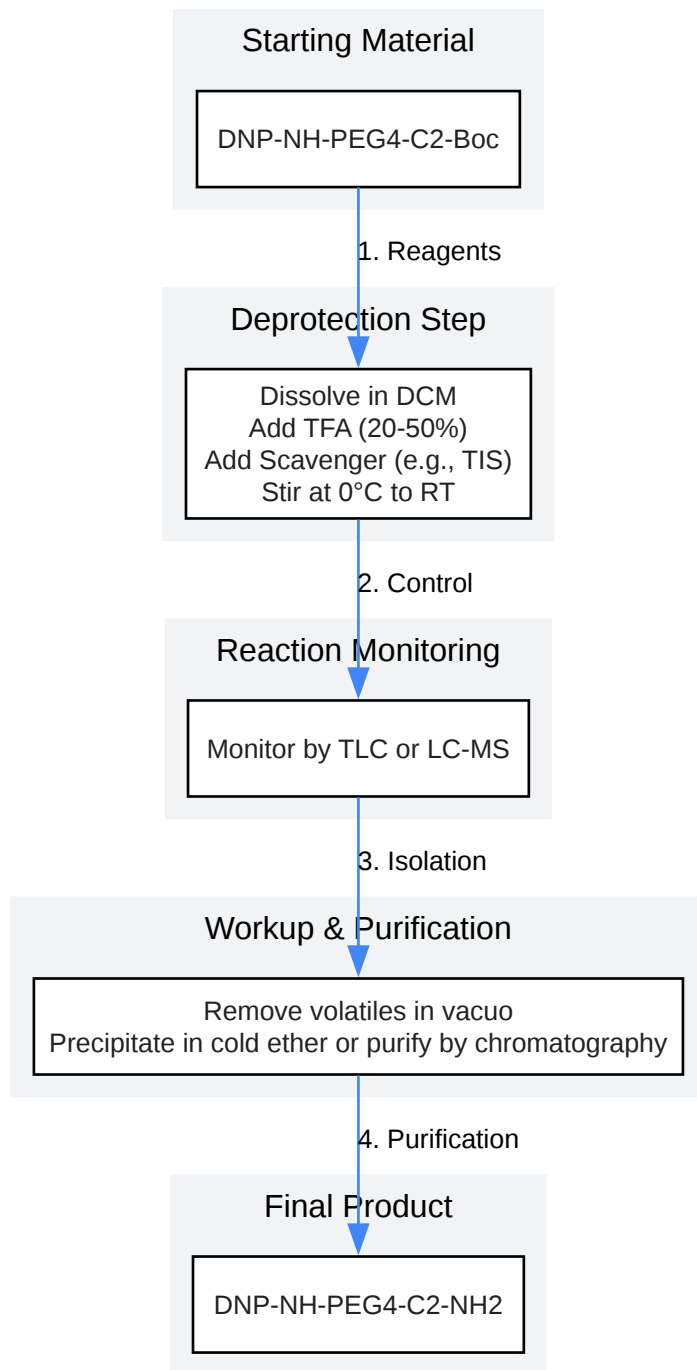 Starting Material
DNP-NH-PEG4-C2-Boc
1. Reagents
Deprotection Step
Dissolve in DCM
Add TFA (20-50%)
Add Scavenger (e.g., TIS)
Stir at 0°C to RT
2. Control
Reaction Monitoring
Monitor by TLC or LC-MS
3. Isolation
Workup & Purification
Remove volatiles in vacuo
Precipitate in cold ether or purify by chromatography
4. Purification
Final Product
DNP-NH-PEG4-C2-NH2